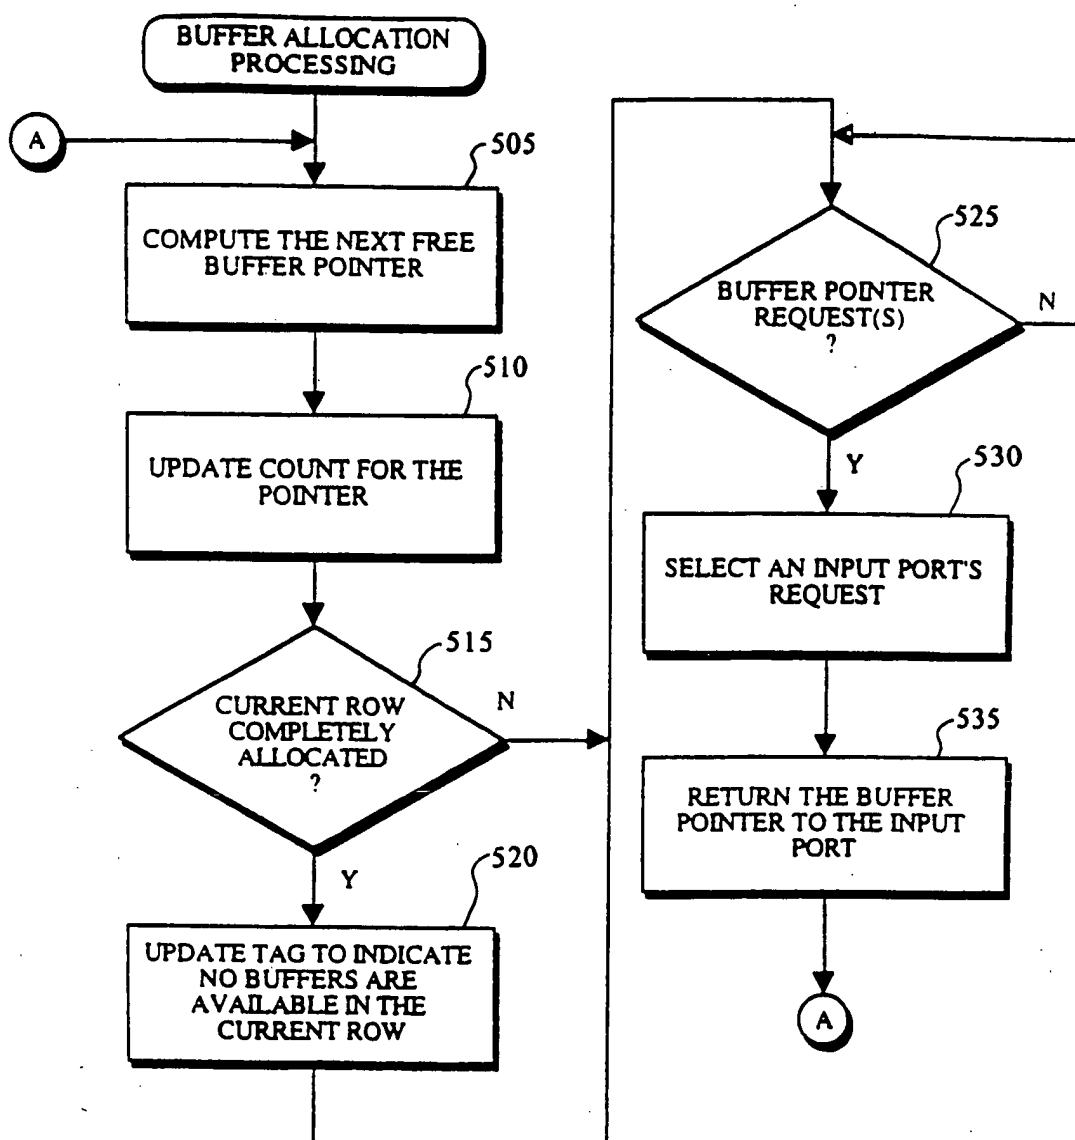 BUFFER ALLOCATION
PROCESSING
A
505
COMPUTE THE NEXT FREE
BUFFER POINTER
510
UPDATE COUNT FOR THE
POINTER
515
CURRENT ROW
COMPLETELY
ALLOCATED
?
N
Y
520
UPDATE TAG TO INDICATE
NO BUFFERS ARE
AVAILABLE IN THE
CURRENT ROW
525
BUFFER POINTER
REQUEST(S)
?
N
Y
530
SELECT AN INPUT PORT'S
REQUEST
535
RETURN THE BUFFER
POINTER TO THE INPUT
PORT
A